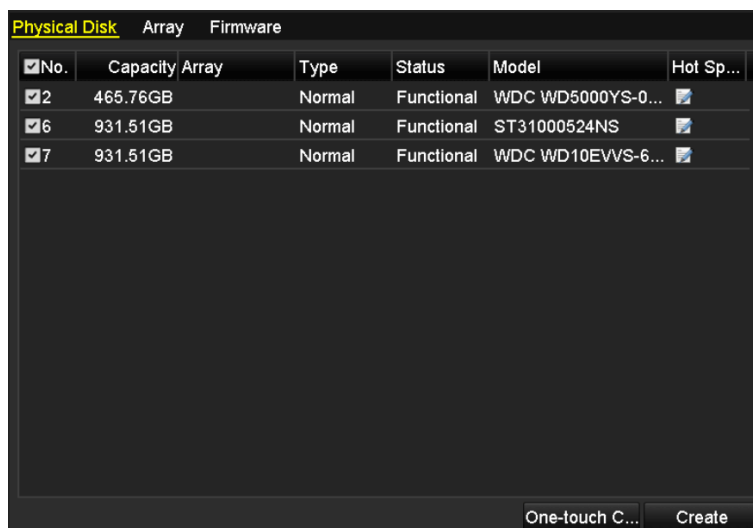 Physical Disk Array Firmware
No. Capacity Array Type Status Model Hot Sp...
2 465.76GB Normal Functional WDC WD5000YS-0...
6 931.51GB Normal Functional ST31000524NS
7 931.51GB Normal Functional WDC WD10EVVS-6...
One-touch C... Create